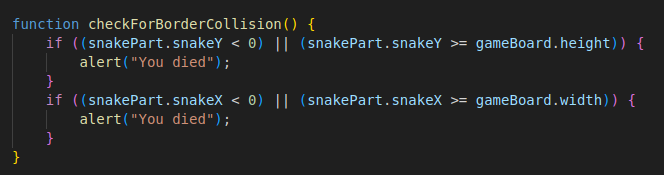 function checkForBorderCollision() {
    if ((snakePart.snakeY < 0) || (snakePart.snakeY >= gameBoard.height)) {
        alert("You died");
    }
    if ((snakePart.snakeX < 0) || (snakePart.snakeX >= gameBoard.width)) {
        alert("You died");
    }
}